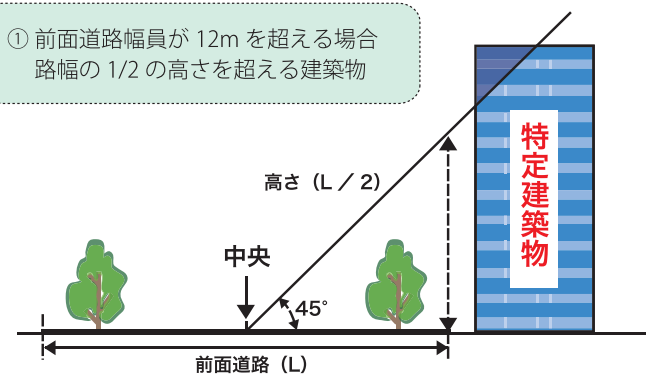 ① 前面道路幅員が 12m を超える場合
路幅の 1/2 の高さを超える建築物
特定建築物
高さ（L ／ 2）
中央
45°
前面道路（L）